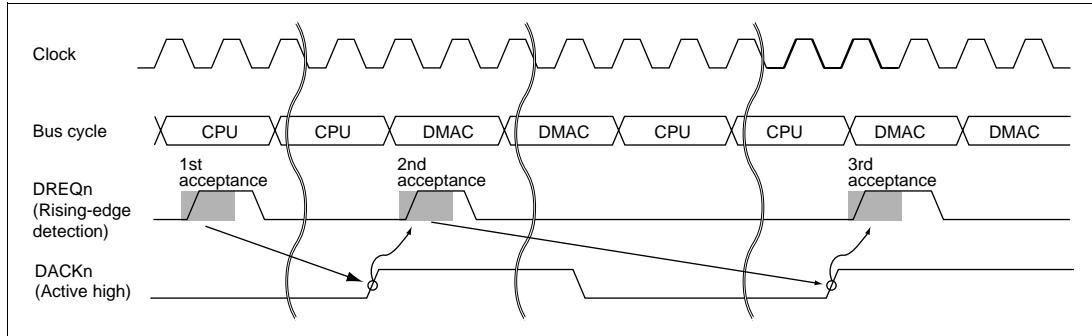 Clock
Bus cycle
CPU CPU DMAC DMAC CPU CPU DMAC DMAC
1st
acceptance
2nd
acceptance
3rd
acceptance
DREQn
(Rising-edge
detection)
DACKn
(Active high)